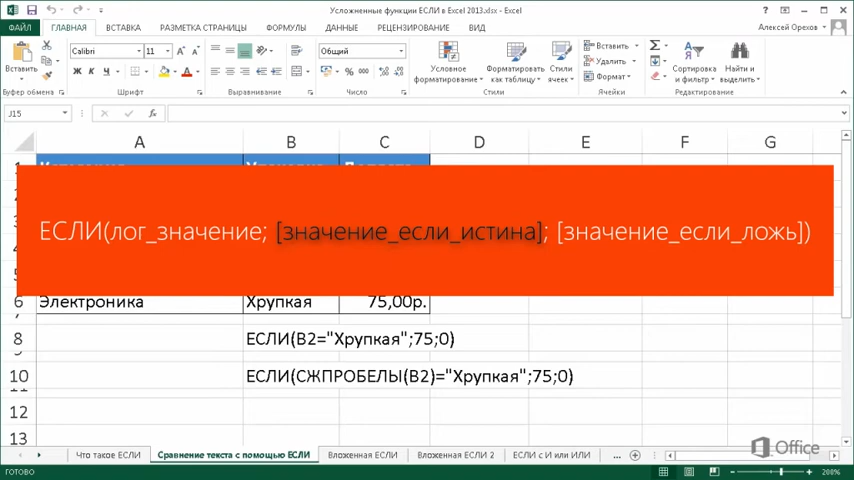 Усложненные функции ЕСЛИ в Excel 2013.xlsx - Excel
ФАЙЛ ГЛАВНАЯ ВСТАВКА РАЗМЕТКА СТРАНИЦЫ ФОРМУЛЫ ДАННЫЕ РЕЦЕНЗИРОВАНИЕ ВИД Алексей Орехов
Вставить
Calibri 11
Ж К Ч
Общий
Условное форматирование
Форматировать как таблицу
Стили ячеек
Вставить
Удалить
Формат
Сортировка и фильтр
Найти и выделить
Буфер обмена Шрифт Выравнивание Число Стили Ячейки Редактирование
J15
A B C D E F G
ЕСЛИ(лог_значение; [значение_если_истина]; [значение_если_ложь])
6 Электроника Хрупкая 75,00р.
8 ЕСЛИ(B2="Хрупкая";75;0)
10 ЕСЛИ(СЖПРОБЕЛЫ(B2)="Хрупкая";75;0)
12
13
Что такое ЕСЛИ Сравнение текста с помощью ЕСЛИ Вложенная ЕСЛИ Вложенная ЕСЛИ 2 ЕСЛИ с И или ИЛИ ...
Office
ГОТОВО 200%